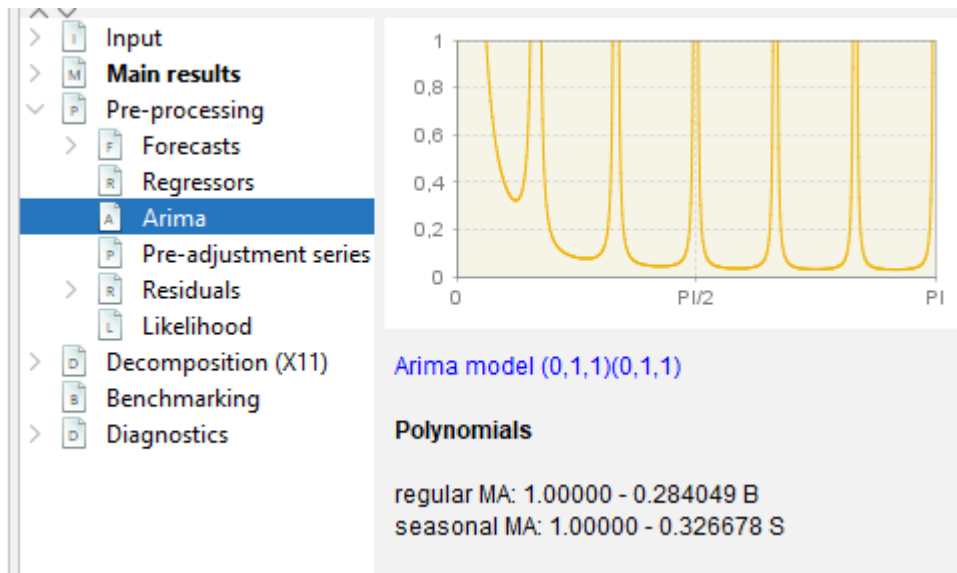 Input
Main results
Pre-processing
Forecasts
Regressors
Arima
Pre-adjustment series
Residuals
Likelihood
Decomposition (X11)
Benchmarking
Diagnostics
1
0,8
0,6
0,4
0,2
0
0
PI/2
PI
Arima model (0,1,1)(0,1,1)
Polynomials
regular MA: 1.00000 - 0.284049 B
seasonal MA: 1.00000 - 0.326678 S